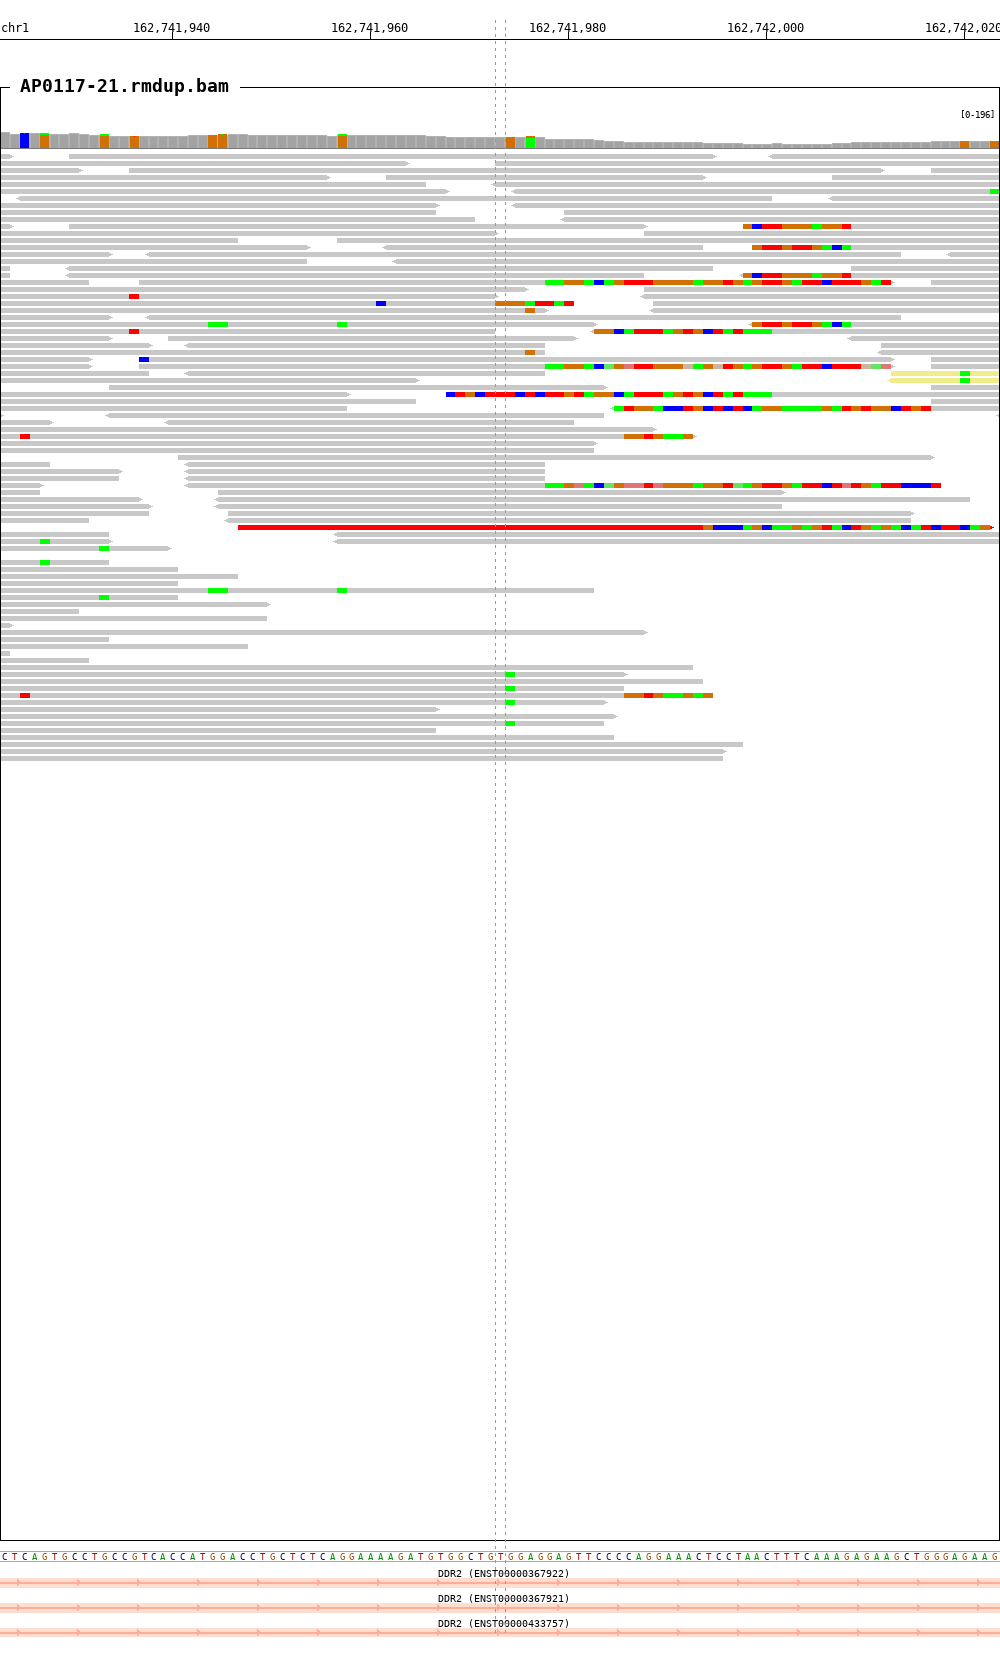 chr1 162,741,940 162,741,960 162,741,980 162,742,000 162,742,020
AP0117-21.rmdup.bam
[0-196]
C T C A G T G C C T G C C G T C A C C A T G G A C C T G C T C T C A G G A A A A G A T G T G G C T G T G G A G G A G T T C C C C A G G A A A C T C C T A A C T T T C A A A G A G A A G C T G G G A G A A G
DDR2 (ENST00000367922)
DDR2 (ENST00000367921)
DDR2 (ENST00000433757)